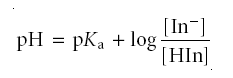 pH = pKₐ + log [In⁻]/[HIn]